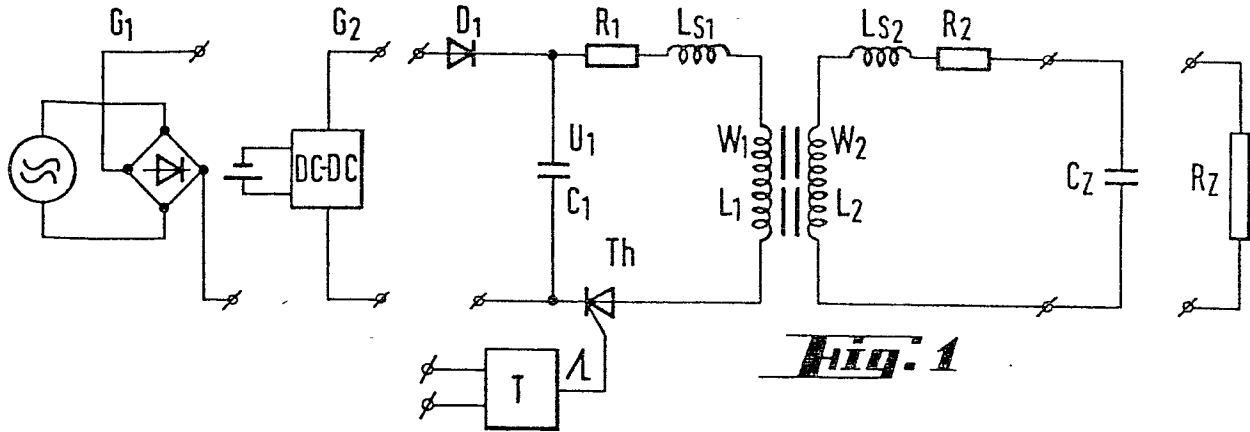 G1
G2
D1
R1
LS1
LS2
R2
U1
C1
DC-DC
W1
W2
L1
L2
CZ
RZ
Th
T
Fig: 1